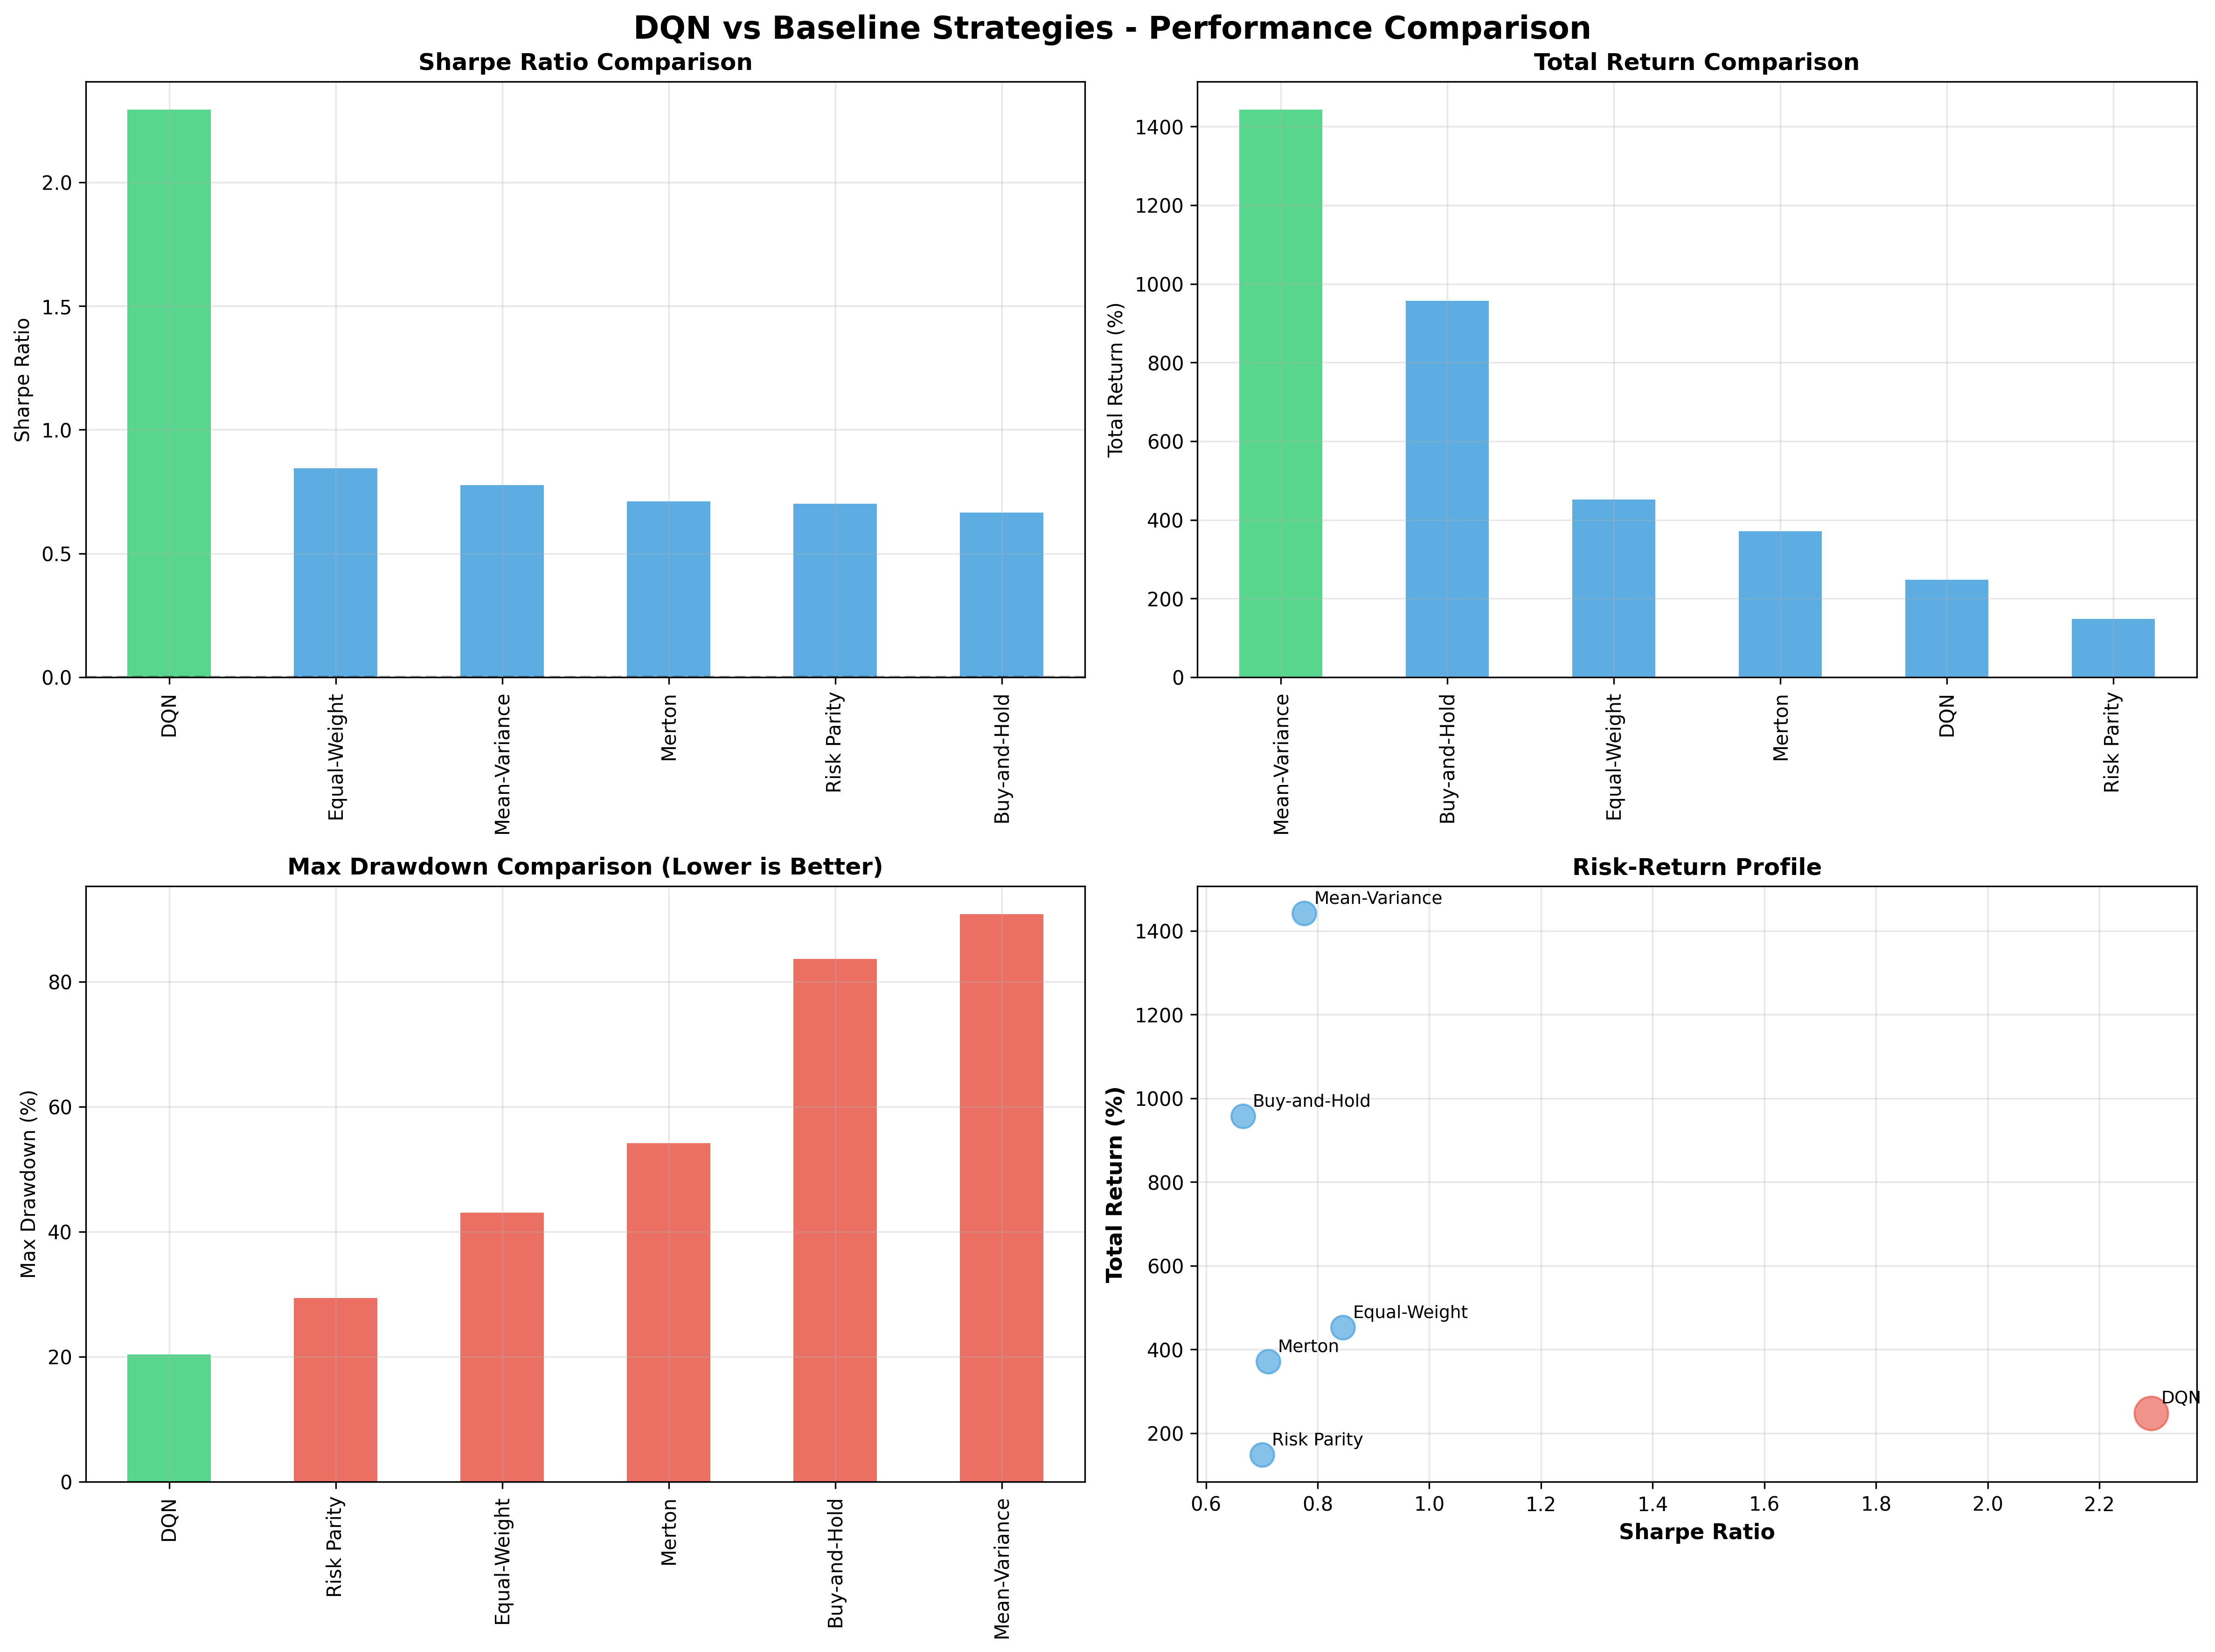 DQN vs Baseline Strategies - Performance Comparison
Sharpe Ratio Comparison
Sharpe Ratio
2.0
1.5
1.0
0.5
0.0
DQN
Equal-Weight
Mean-Variance
Merton
Risk Parity
Buy-and-Hold
Total Return Comparison
Total Return (%)
1400
1200
1000
800
600
400
200
0
Mean-Variance
Buy-and-Hold
Equal-Weight
Merton
DQN
Risk Parity
Max Drawdown Comparison (Lower is Better)
Max Drawdown (%)
80
60
40
20
0
DQN
Risk Parity
Equal-Weight
Merton
Buy-and-Hold
Mean-Variance
Risk-Return Profile
Total Return (%)
1400
1200
1000
800
600
400
200
Mean-Variance
Buy-and-Hold
Equal-Weight
Merton
DQN
Risk Parity
0.6
0.8
1.0
1.2
1.4
1.6
1.8
2.0
2.2
Sharpe Ratio